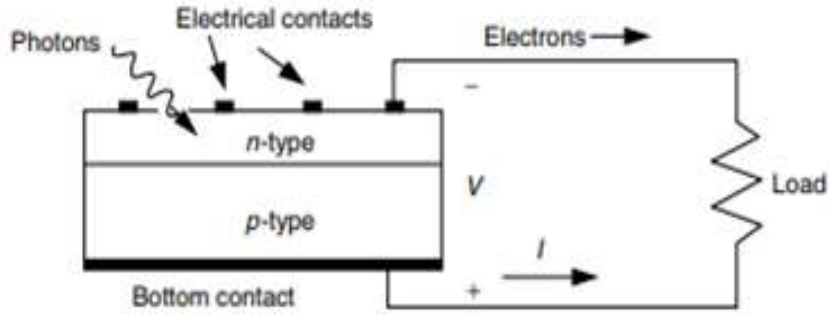 Electrical contacts
Photons
Electrons
−
n-type
V
Load
p-type
I
+
Bottom contact